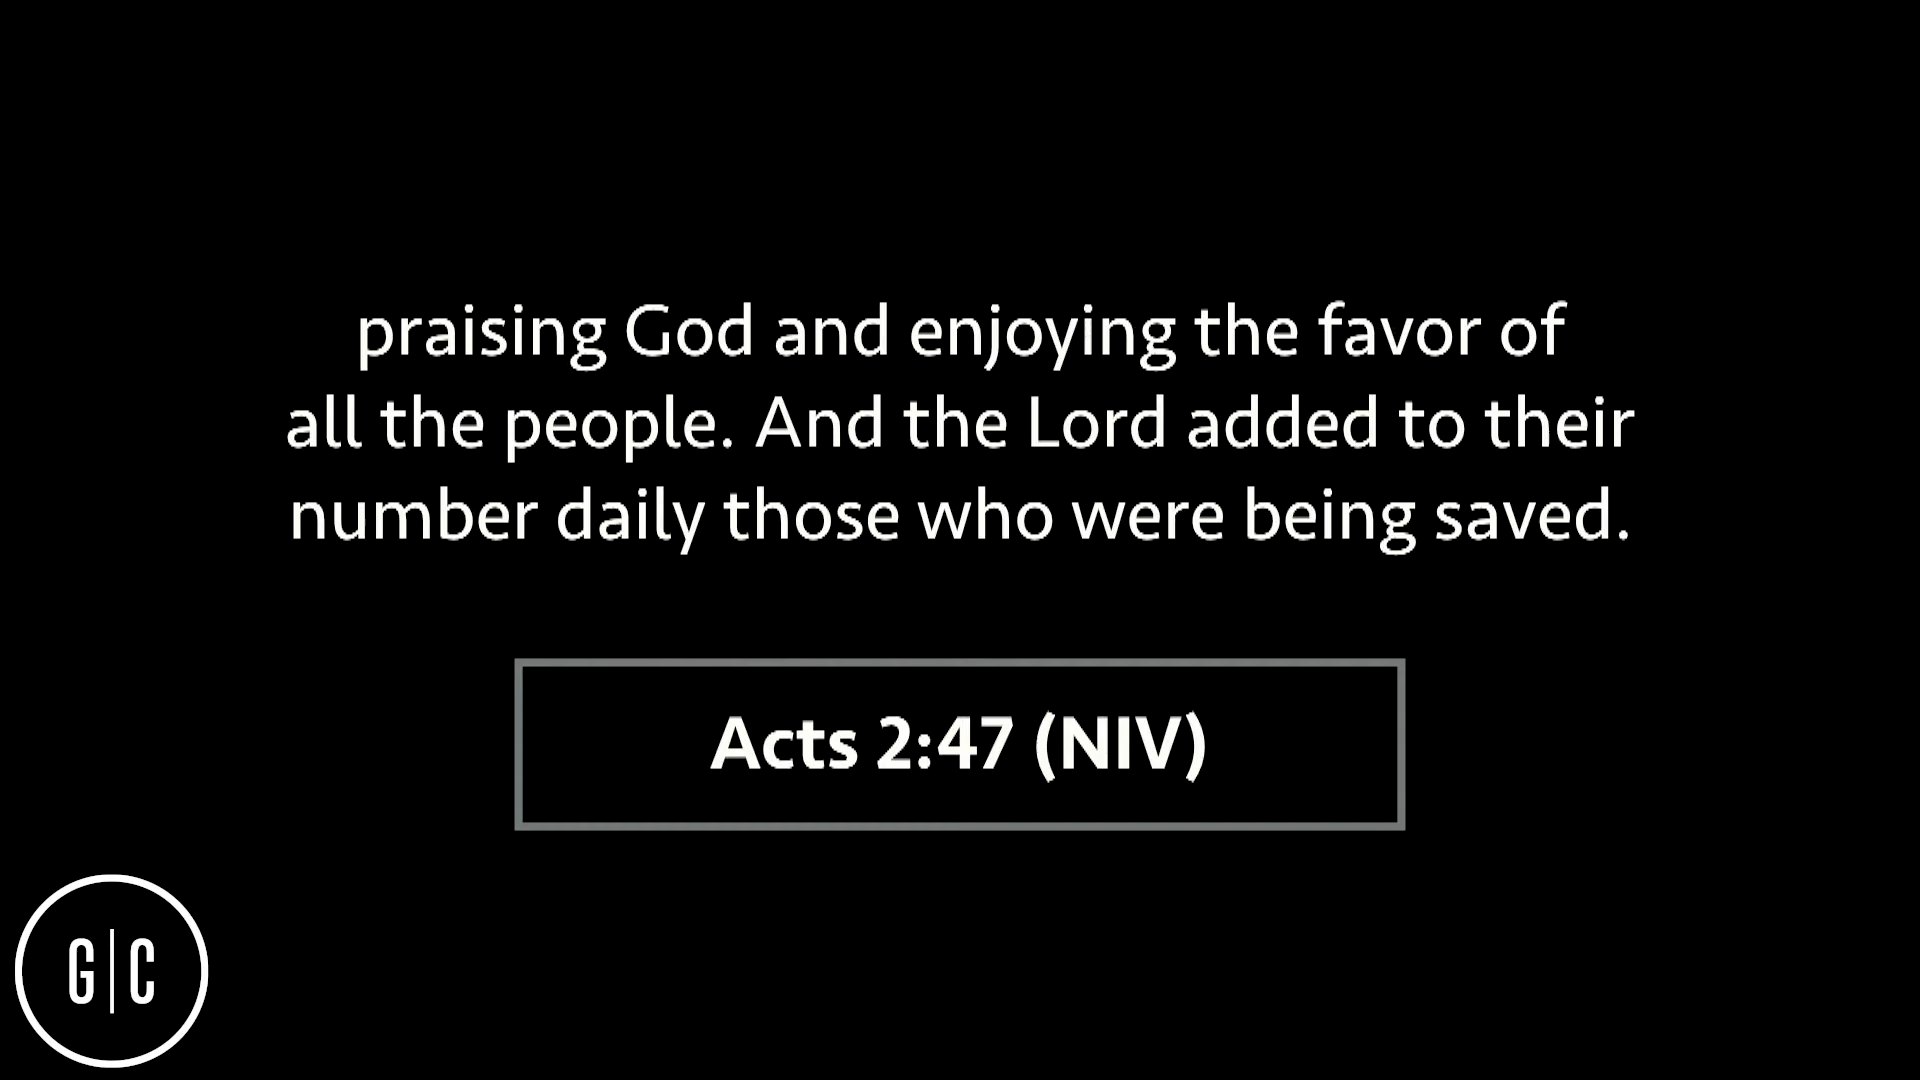 praising God and enjoying the favor of
all the people. And the Lord added to their
number daily those who were being saved.
Acts 2:47 (NIV)
G|C